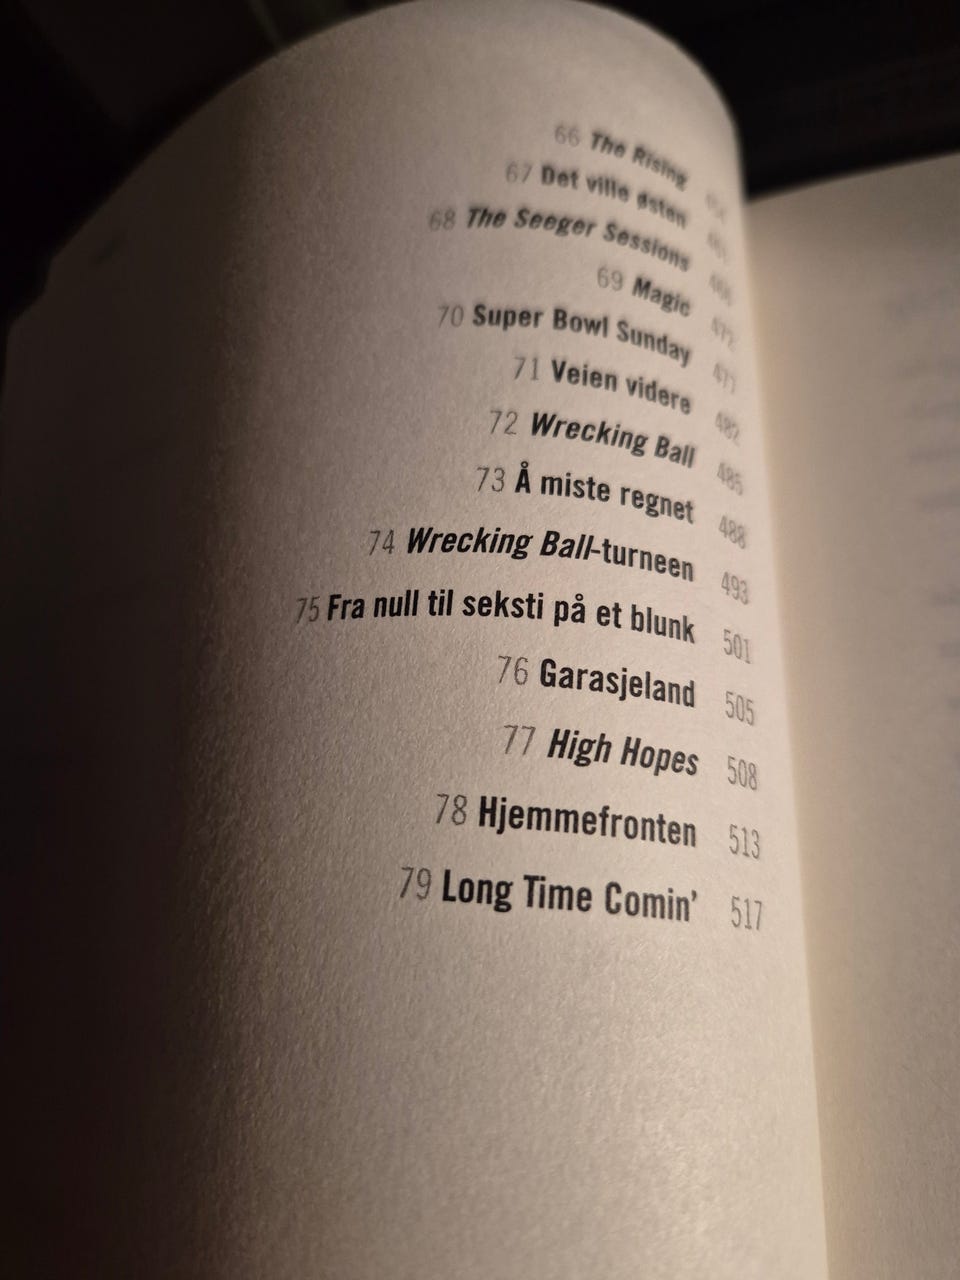 66 The Rising
67 Det ville østen
68 The Seeger Sessions
69 Magic 472
70 Super Bowl Sunday 477
71 Veien videre 482
72 Wrecking Ball 485
73 Å miste regnet 488
74 Wrecking Ball-turneen 493
75 Fra null til seksti på et blunk 501
76 Garasjeland 505
77 High Hopes 508
78 Hjemmefronten 513
79 Long Time Comin’ 517